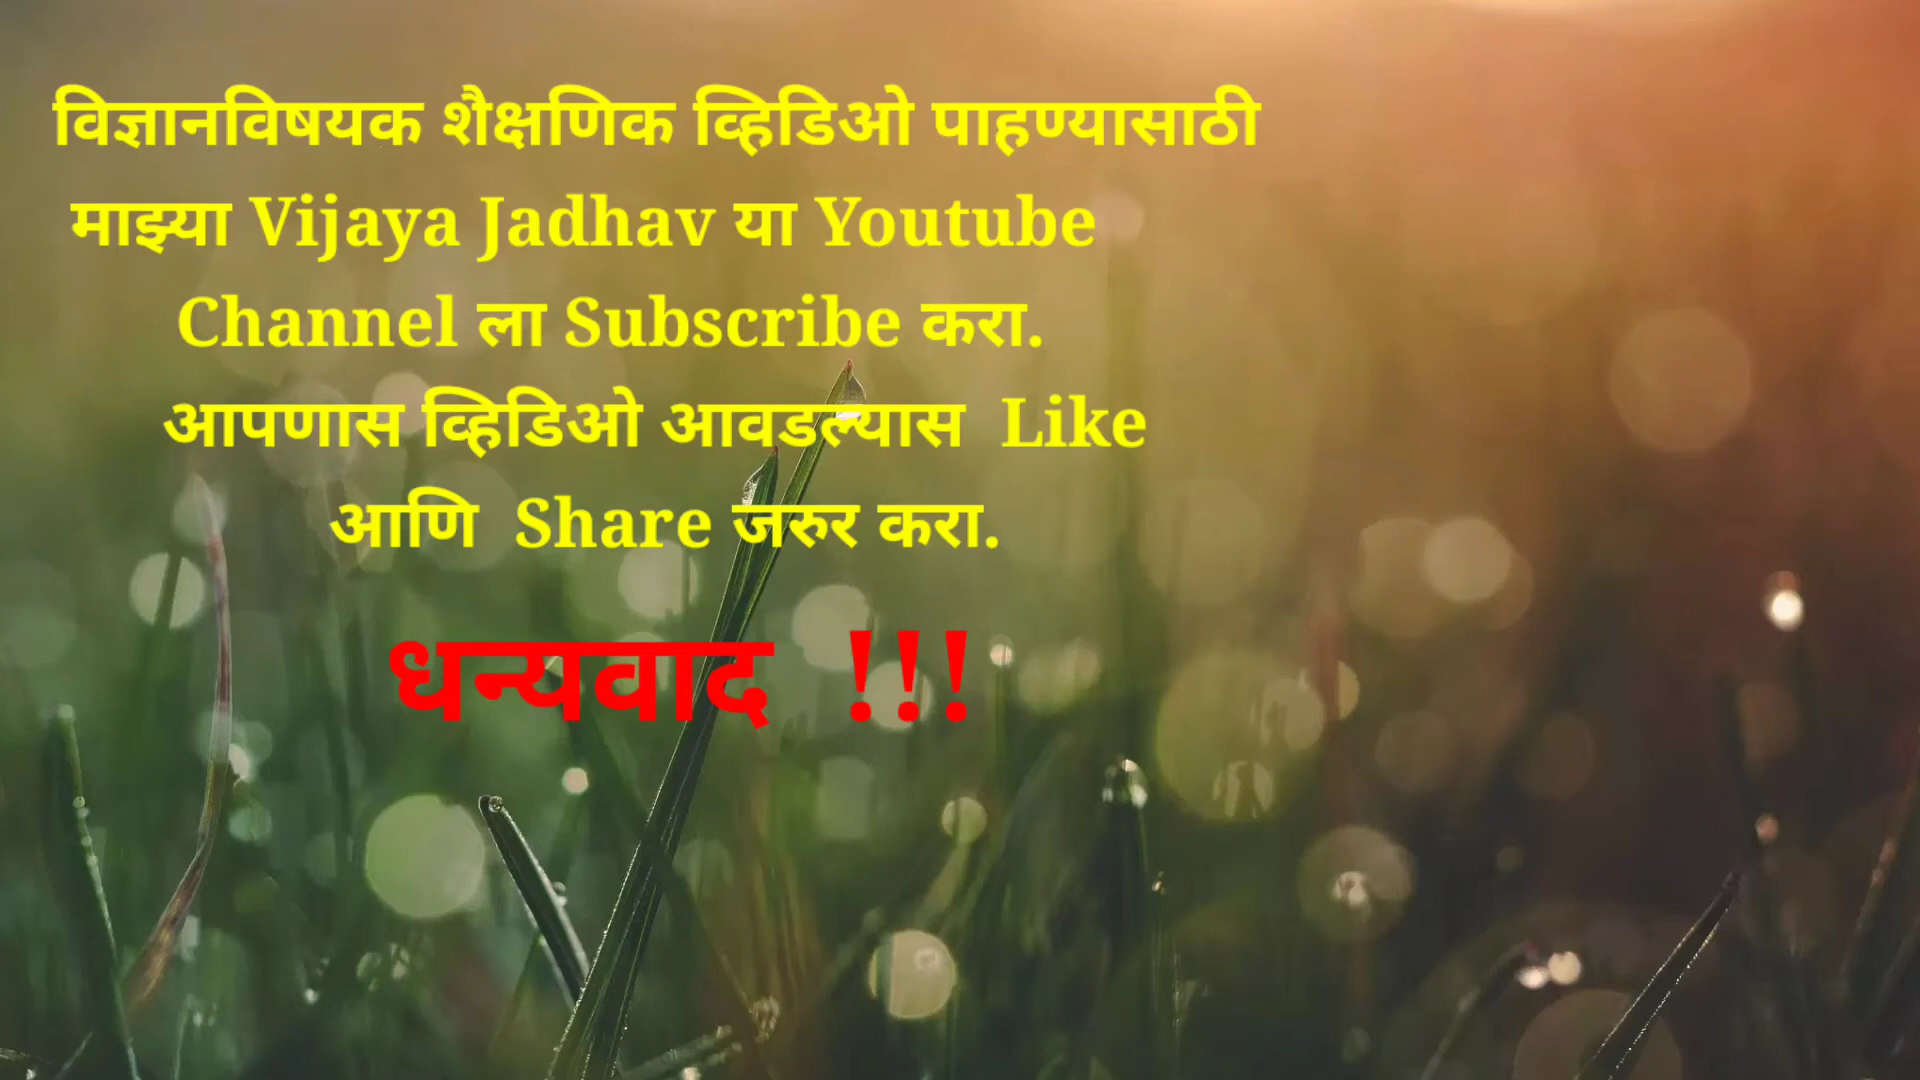 विज्ञानविषयक शैक्षणिक व्हिडिओ पाहण्यासाठी
माझ्या Vijaya Jadhav या Youtube
Channel ला Subscribe करा.
आपणास व्हिडिओ आवडल्यास Like
आणि Share जरुर करा.
धन्यवाद !!!